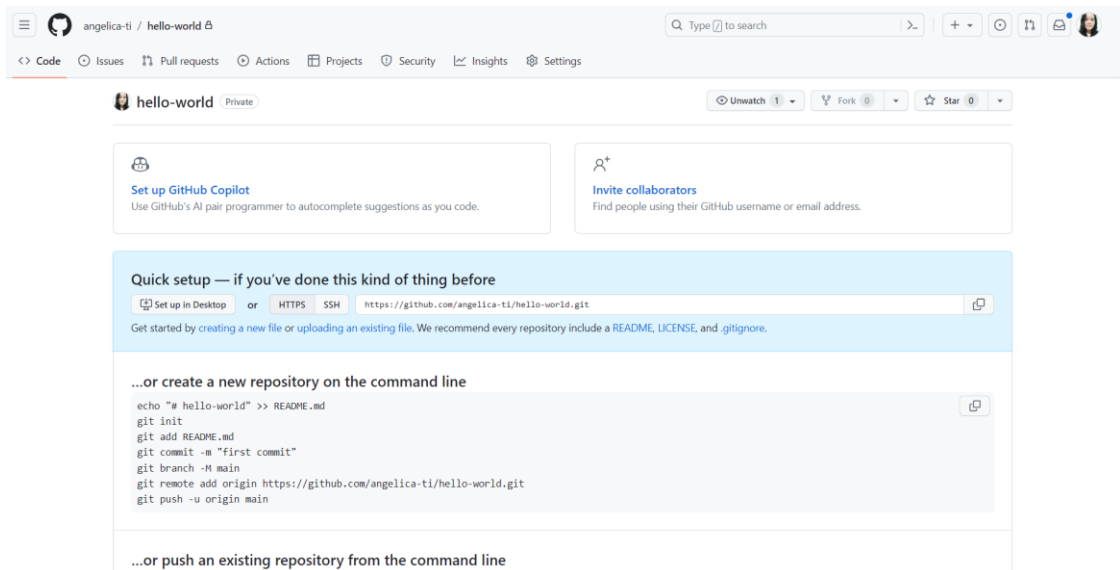 angelica-ti / hello-world
Type / to search
Code Issues Pull requests Actions Projects Security Insights Settings
hello-world Private
Unwatch 1 Fork 0 Star 0
Set up GitHub Copilot
Use GitHub's AI pair programmer to autocomplete suggestions as you code.
Invite collaborators
Find people using their GitHub username or email address.
Quick setup — if you've done this kind of thing before
Set up in Desktop or HTTPS SSH https://github.com/angelica-ti/hello-world.git
Get started by creating a new file or uploading an existing file. We recommend every repository include a README, LICENSE, and .gitignore.
...or create a new repository on the command line
echo "# hello-world" >> README.md
git init
git add README.md
git commit -m "first commit"
git branch -M main
git remote add origin https://github.com/angelica-ti/hello-world.git
git push -u origin main
...or push an existing repository from the command line